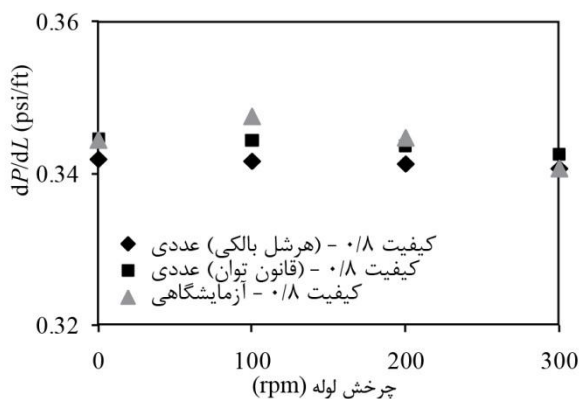 0.36
0.34
0.32
dP/dL (psi/ft)
کیفیت ۰/۸ - (هرشل بالکی) عددی
کیفیت ۰/۸ - (قانون توان) عددی
کیفیت ۰/۸ - آزمایشگاهی
0 100 200 300
چرخش لوله (rpm)